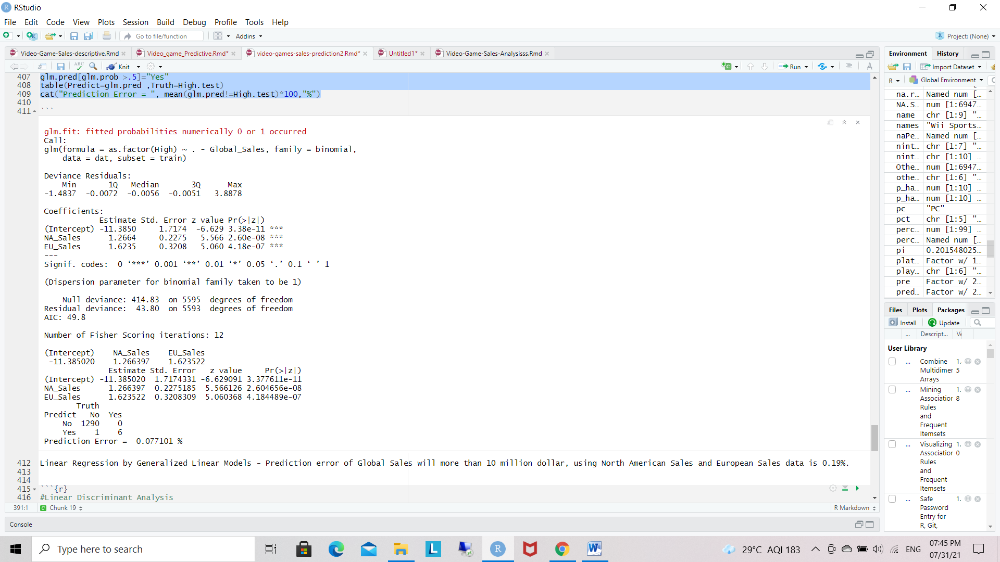 RStudio
File Edit Code View Plots Session Build Debug Profile Tools Help
Go to file/function Addins Project: (None)
Video-Game-Sales-descriptive.Rmd Video_game_Predictive.Rmd* video-games-sales-prediction2.Rmd* Untitled1* Video-Game-Sales-Analysisss.Rmd
ABC Knit Run
407 glm.pred[glm.prob >.5]="Yes"
408 table(Predict=glm.pred ,Truth=High.test)
409 cat("Prediction Error = ", mean(glm.pred!=High.test)*100,"%")
410
411 ```
glm.fit: fitted probabilities numerically 0 or 1 occurred
Call:
glm(formula = as.factor(High) ~ . - Global_Sales, family = binomial,
data = dat, subset = train)
Deviance Residuals:
Min 1Q Median 3Q Max
-1.4837 -0.0072 -0.0056 -0.0051 3.8878
Coefficients:
Estimate Std. Error z value Pr(>|z|)
(Intercept) -11.3850 1.7174 -6.629 3.38e-11 ***
NA_Sales 1.2664 0.2275 5.566 2.60e-08 ***
EU_Sales 1.6235 0.3208 5.060 4.18e-07 ***
---
Signif. codes: 0 ‘***’ 0.001 ‘**’ 0.01 ‘*’ 0.05 ‘.’ 0.1 ‘ ’ 1
(Dispersion parameter for binomial family taken to be 1)
Null deviance: 414.83 on 5595 degrees of freedom
Residual deviance: 43.80 on 5593 degrees of freedom
AIC: 49.8
Number of Fisher Scoring iterations: 12
(Intercept) NA_Sales EU_Sales
-11.385020 1.266397 1.623522
Estimate Std. Error z value Pr(>|z|)
(Intercept) -11.385020 1.7174331 -6.629091 3.377611e-11
NA_Sales 1.266397 0.2275185 5.566126 2.604656e-08
EU_Sales 1.623522 0.3208309 5.060368 4.184489e-07
Truth
Predict No Yes
No 1290 0
Yes 1 6
Prediction Error = 0.077101 %
412 Linear Regression by Generalized Linear Models - Prediction error of Global Sales will more than 10 million dollar, using North American Sales and European Sales data is 0.19%.
413
414
415 ```{r}
416 #Linear Discriminant Analysis
391:1 Chunk 19 R Markdown
Console
Environment History
Import Dataset
R Global Environment
na.r… Named num […
NA.S… num [1:6947…
name chr [1:9] "…
names "Wii Sports…
naPe… Named num […
nint… chr [1:7] "…
nint… chr [1:10] …
Othe… num [1:6947…
othe… chr [1:6] "…
p_ha… num [1:10] …
p_ha… num [1:10] …
pc "PC"
pct chr [1:5] "…
perc… num [1:99] …
perc… Named num […
pi 0.201548025…
plat… Factor w/ 1…
play… chr [1:6] "…
pre Factor w/ 2…
pred… Factor w/ 2…
Files Plots Packages
Install Update
... Descript... Ve
User Library
... Combine 1.
Multidimer 5
Arrays
... Mining 1.
Association 8
Rules
and
Frequent
Itemsets
... Visualizing 1.
Association 0
Rules
and
Frequent
Itemsets
... Safe 1.
Password
Entry for
R, Git,
Type here to search
29°C AQI 183 ENG 07:45 PM
07/31/21